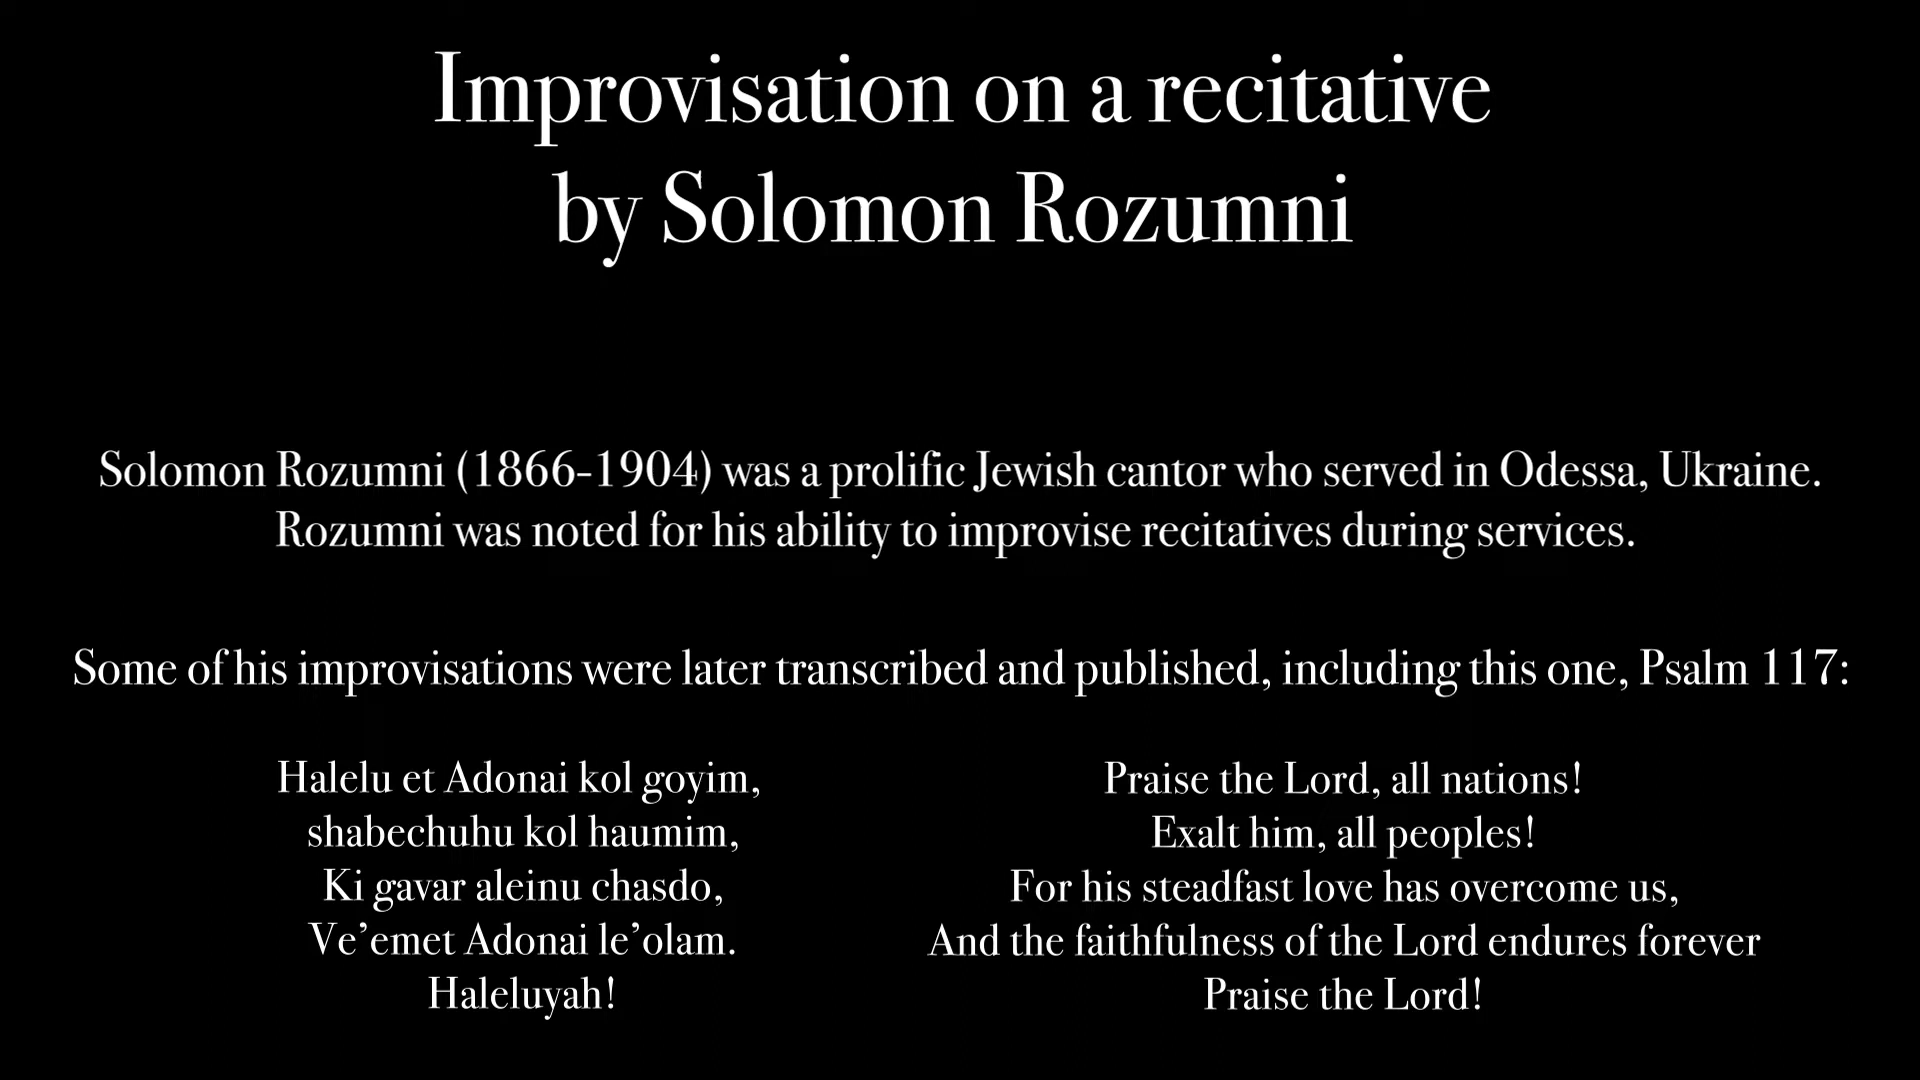 Improvisation on a recitative
by Solomon Rozumni
Solomon Rozumni (1866-1904) was a prolific Jewish cantor who served in Odessa, Ukraine.
Rozumni was noted for his ability to improvise recitatives during services.
Some of his improvisations were later transcribed and published, including this one, Psalm 117:
Halelu et Adonai kol goyim,
shabechuhu kol haumim,
Ki gavar aleinu chasdo,
Ve’emet Adonai le’olam.
Haleluyah!
Praise the Lord, all nations!
Exalt him, all peoples!
For his steadfast love has overcome us,
And the faithfulness of the Lord endures forever
Praise the Lord!